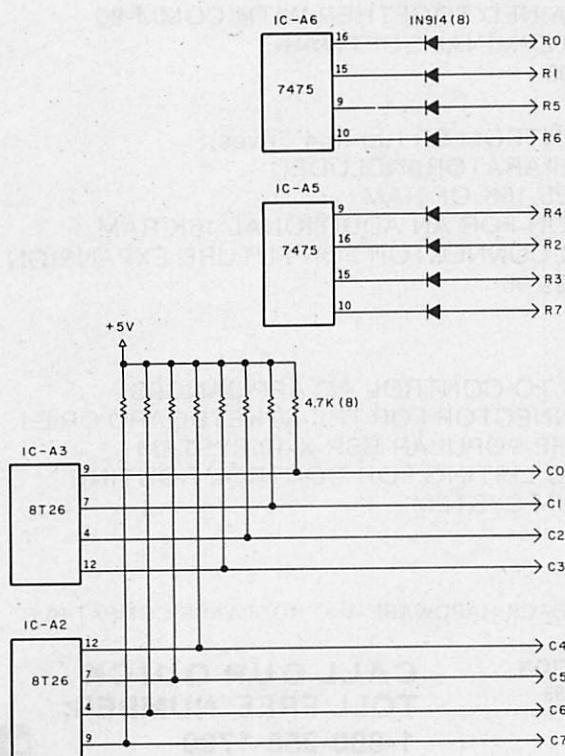 IC-A6
IN914(8)
7475
16
15
9
10
R0
R1
R5
R6
IC-A5
7475
9
16
15
10
R4
R2
R3
R7
+5V
4.7K (8)
IC-A3
8T26
9
7
4
12
C0
C1
C2
C3
IC-A2
8T26
12
7
4
9
C4
C5
C6
C7